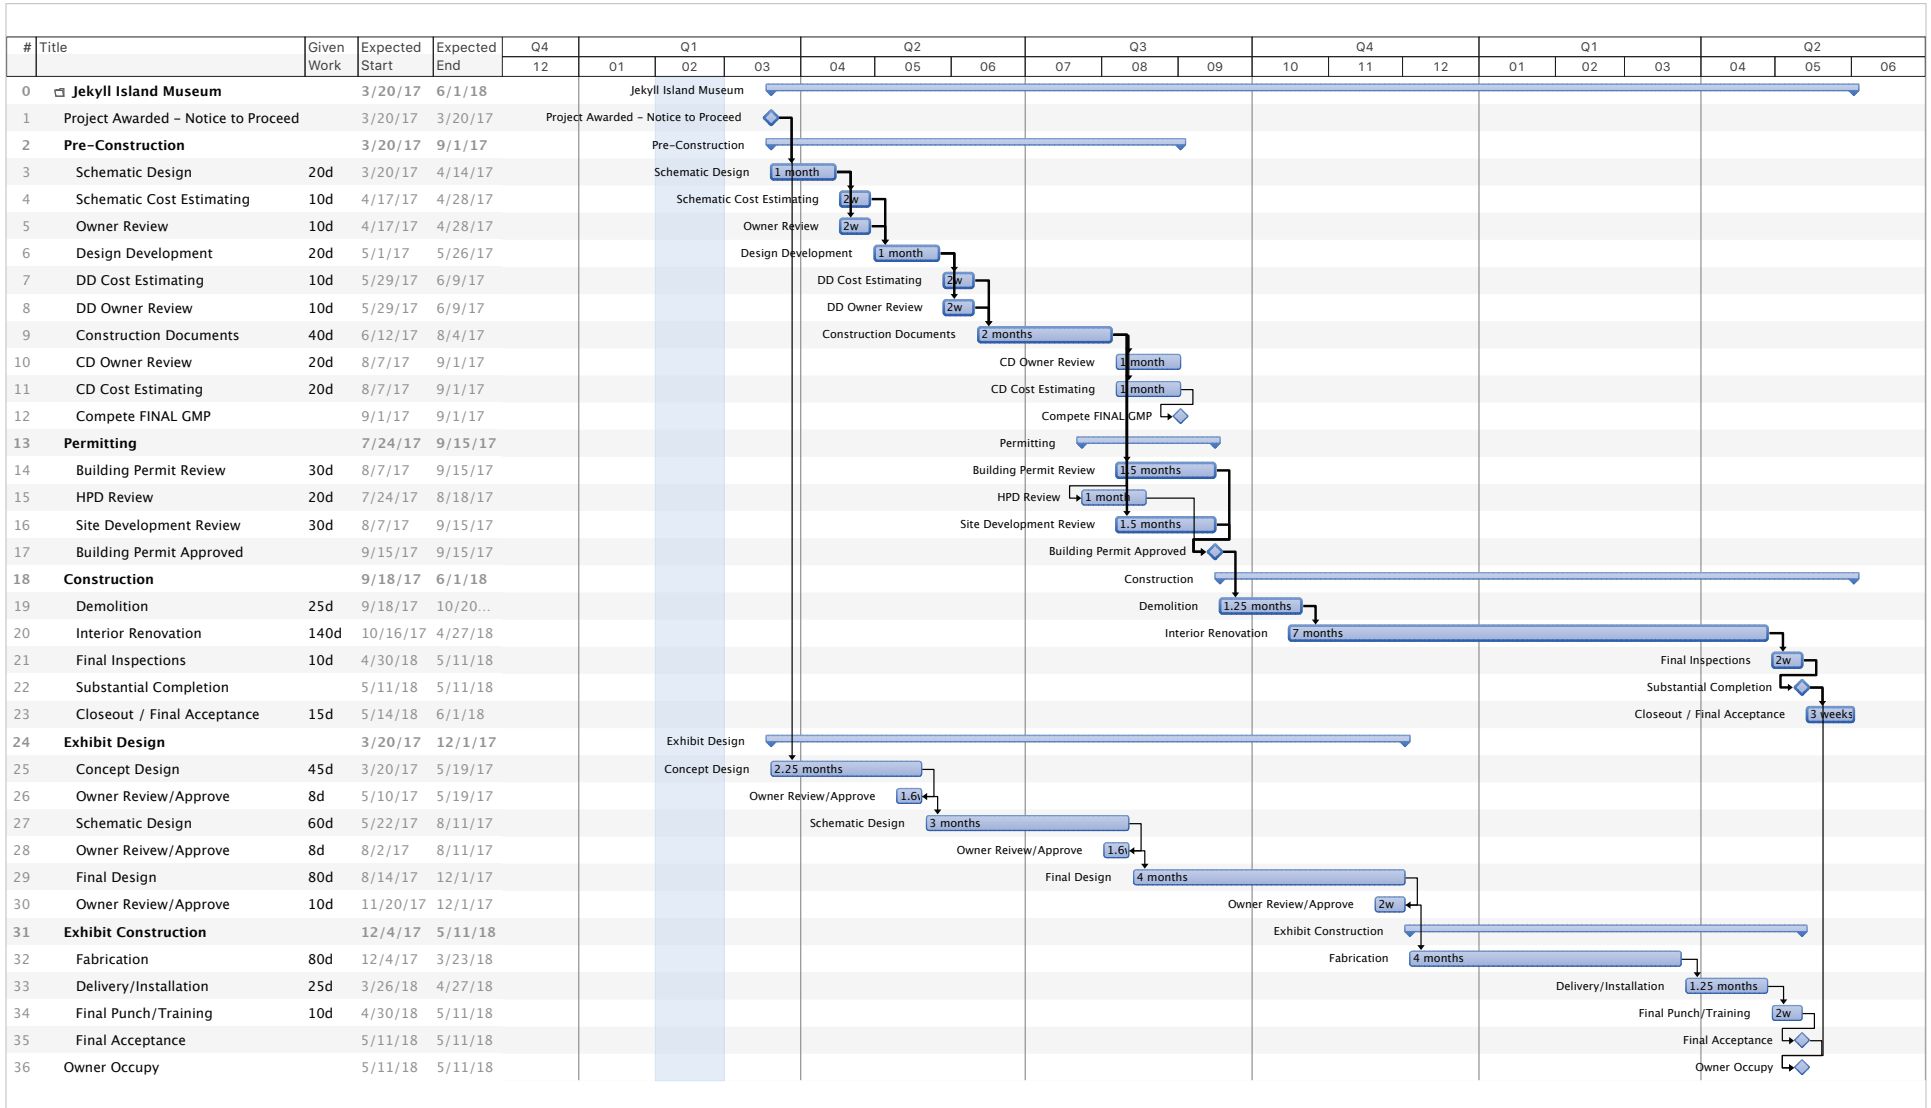 # Title Given Work Expected Start Expected End Q4 Q1 Q2 Q3 Q4 Q1 Q2
12 01 02 03 04 05 06 07 08 09 10 11 12 01 02 03 04 05 06
0 Jekyll Island Museum 3/20/17 6/1/18 Jekyll Island Museum
1 Project Awarded – Notice to Proceed 3/20/17 3/20/17 Project Awarded – Notice to Proceed
2 Pre-Construction 3/20/17 9/1/17 Pre-Construction
3 Schematic Design 20d 3/20/17 4/14/17 Schematic Design 1 month
4 Schematic Cost Estimating 10d 4/17/17 4/28/17 Schematic Cost Estimating 2w
5 Owner Review 10d 4/17/17 4/28/17 Owner Review 2w
6 Design Development 20d 5/1/17 5/26/17 Design Development 1 month
7 DD Cost Estimating 10d 5/29/17 6/9/17 DD Cost Estimating 2w
8 DD Owner Review 10d 5/29/17 6/9/17 DD Owner Review 2w
9 Construction Documents 40d 6/12/17 8/4/17 Construction Documents 2 months
10 CD Owner Review 20d 8/7/17 9/1/17 CD Owner Review 1 month
11 CD Cost Estimating 20d 8/7/17 9/1/17 CD Cost Estimating 1 month
12 Compete FINAL GMP 9/1/17 9/1/17 Compete FINAL GMP
13 Permitting 7/24/17 9/15/17 Permitting
14 Building Permit Review 30d 8/7/17 9/15/17 Building Permit Review 1.5 months
15 HPD Review 20d 7/24/17 8/18/17 HPD Review 1 month
16 Site Development Review 30d 8/7/17 9/15/17 Site Development Review 1.5 months
17 Building Permit Approved 9/15/17 9/15/17 Building Permit Approved
18 Construction 9/18/17 6/1/18 Construction
19 Demolition 25d 9/18/17 10/20... Demolition 1.25 months
20 Interior Renovation 140d 10/16/17 4/27/18 Interior Renovation 7 months
21 Final Inspections 10d 4/30/18 5/11/18 Final Inspections 2w
22 Substantial Completion 5/11/18 5/11/18 Substantial Completion
23 Closeout / Final Acceptance 15d 5/14/18 6/1/18 Closeout / Final Acceptance 3 weeks
24 Exhibit Design 3/20/17 12/1/17 Exhibit Design
25 Concept Design 45d 3/20/17 5/19/17 Concept Design 2.25 months
26 Owner Review/Approve 8d 5/10/17 5/19/17 Owner Review/Approve 1.6w
27 Schematic Design 60d 5/22/17 8/11/17 Schematic Design 3 months
28 Owner Reivew/Approve 8d 8/2/17 8/11/17 Owner Reivew/Approve 1.6w
29 Final Design 80d 8/14/17 12/1/17 Final Design 4 months
30 Owner Review/Approve 10d 11/20/17 12/1/17 Owner Review/Approve 2w
31 Exhibit Construction 12/4/17 5/11/18 Exhibit Construction
32 Fabrication 80d 12/4/17 3/23/18 Fabrication 4 months
33 Delivery/Installation 25d 3/26/18 4/27/18 Delivery/Installation 1.25 months
34 Final Punch/Training 10d 4/30/18 5/11/18 Final Punch/Training 2w
35 Final Acceptance 5/11/18 5/11/18 Final Acceptance
36 Owner Occupy 5/11/18 5/11/18 Owner Occupy